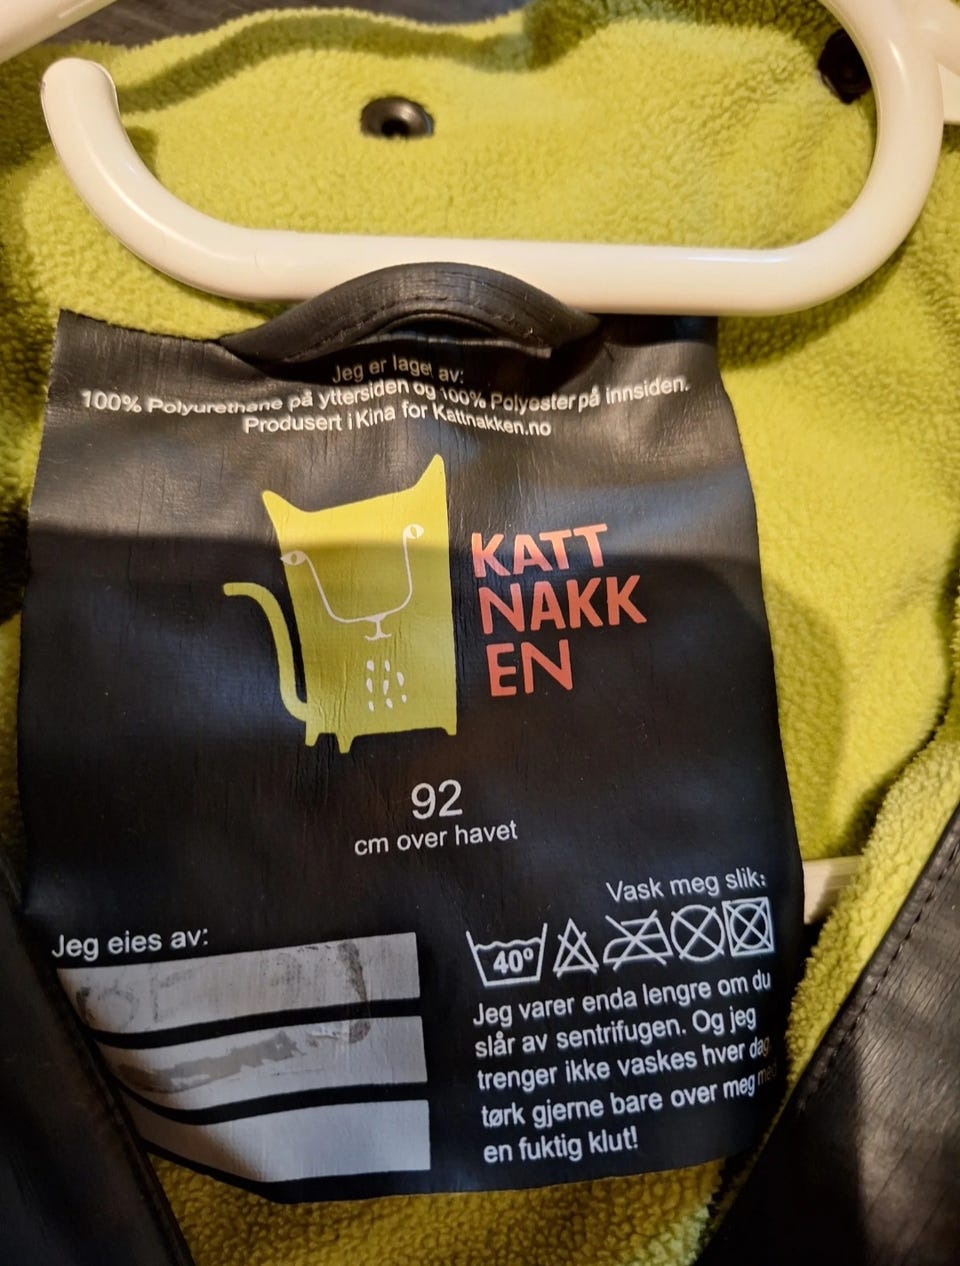 Jeg er laget av:
100% Polyurethane på yttersiden og 100% Polyester på innsiden.
Produsert i Kina for Kattnakken.no
KATT
NAKK
EN
92
cm over havet
Jeg eies av:
Vask meg slik:
40º
Jeg varer enda lengre om du
slår av sentrifugen. Og jeg
trenger ikke vaskes hver dag
tørk gjerne bare over meg med
en fuktig klut!